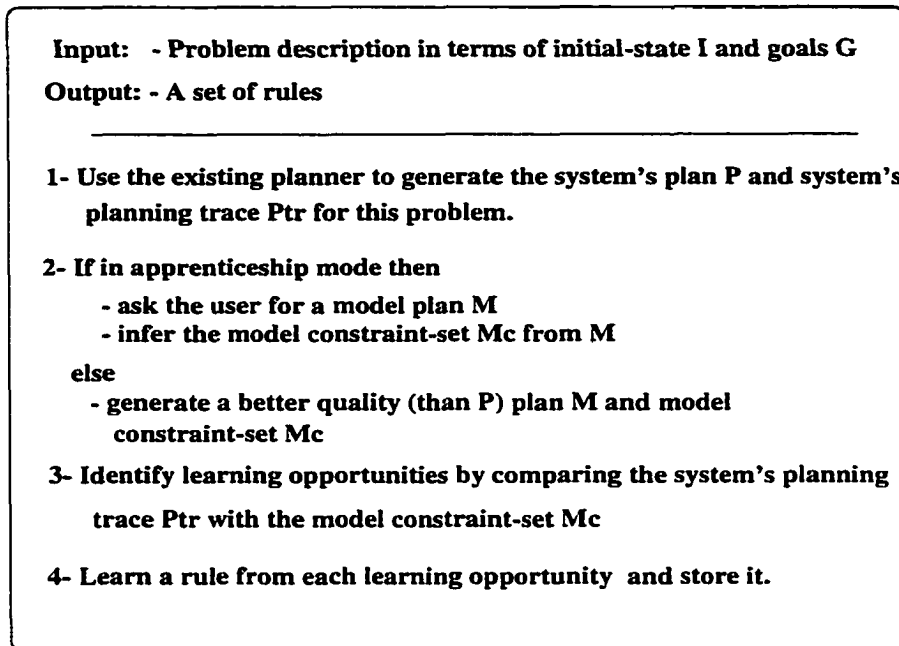 Input: - Problem description in terms of initial-state I and goals G
Output: - A set of rules
1- Use the existing planner to generate the system's plan P and system's
planning trace Ptr for this problem.
2- If in apprenticeship mode then
- ask the user for a model plan M
- infer the model constraint-set Mc from M
else
- generate a better quality (than P) plan M and model
constraint-set Mc
3- Identify learning opportunities by comparing the system's planning
trace Ptr with the model constraint-set Mc
4- Learn a rule from each learning opportunity and store it.